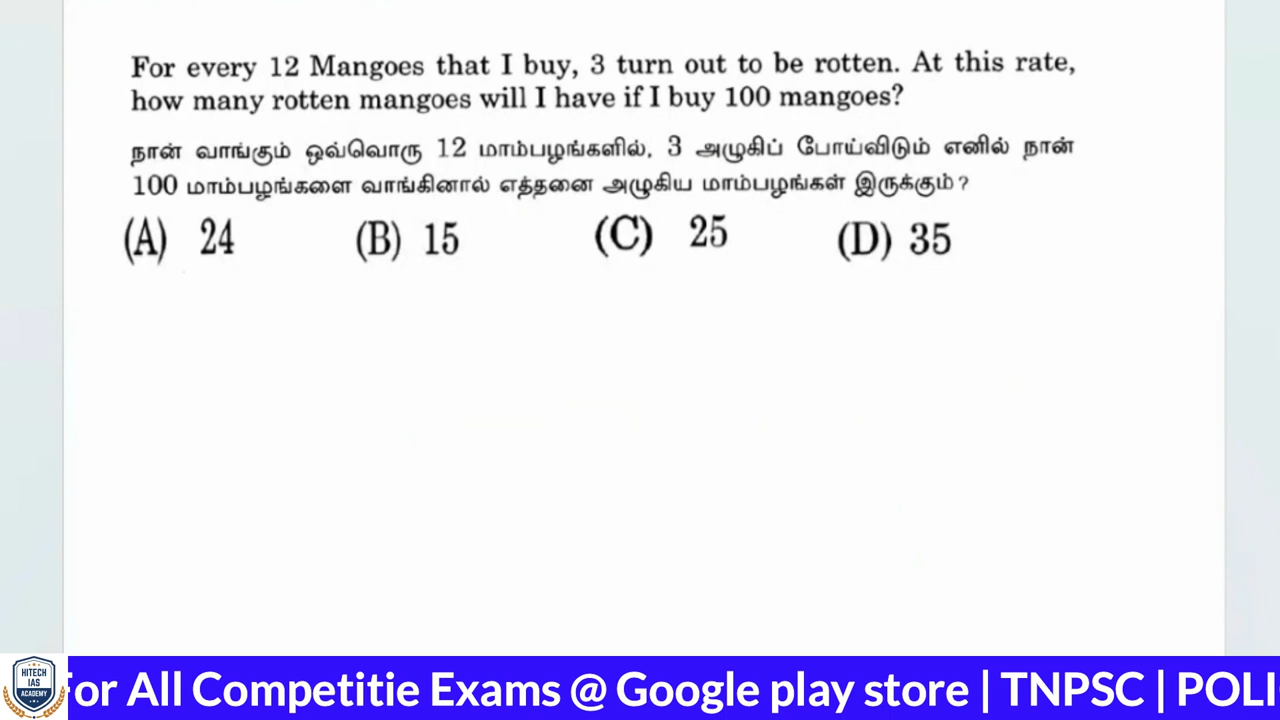 For every 12 Mangoes that I buy, 3 turn out to be rotten. At this rate,
how many rotten mangoes will I have if I buy 100 mangoes?
நான் வாங்கும் ஒவ்வொரு 12 மாம்பழங்களில், 3 அழுகிப் போய்விடும் எனில் நான்
100 மாம்பழங்களை வாங்கினால் எத்தனை அழுகிய மாம்பழங்கள் இருக்கும்?
(A) 24 (B) 15 (C) 25 (D) 35
HITECH
IAS
ACADEMY
For All Competitie Exams @ Google play store | TNPSC | POLI